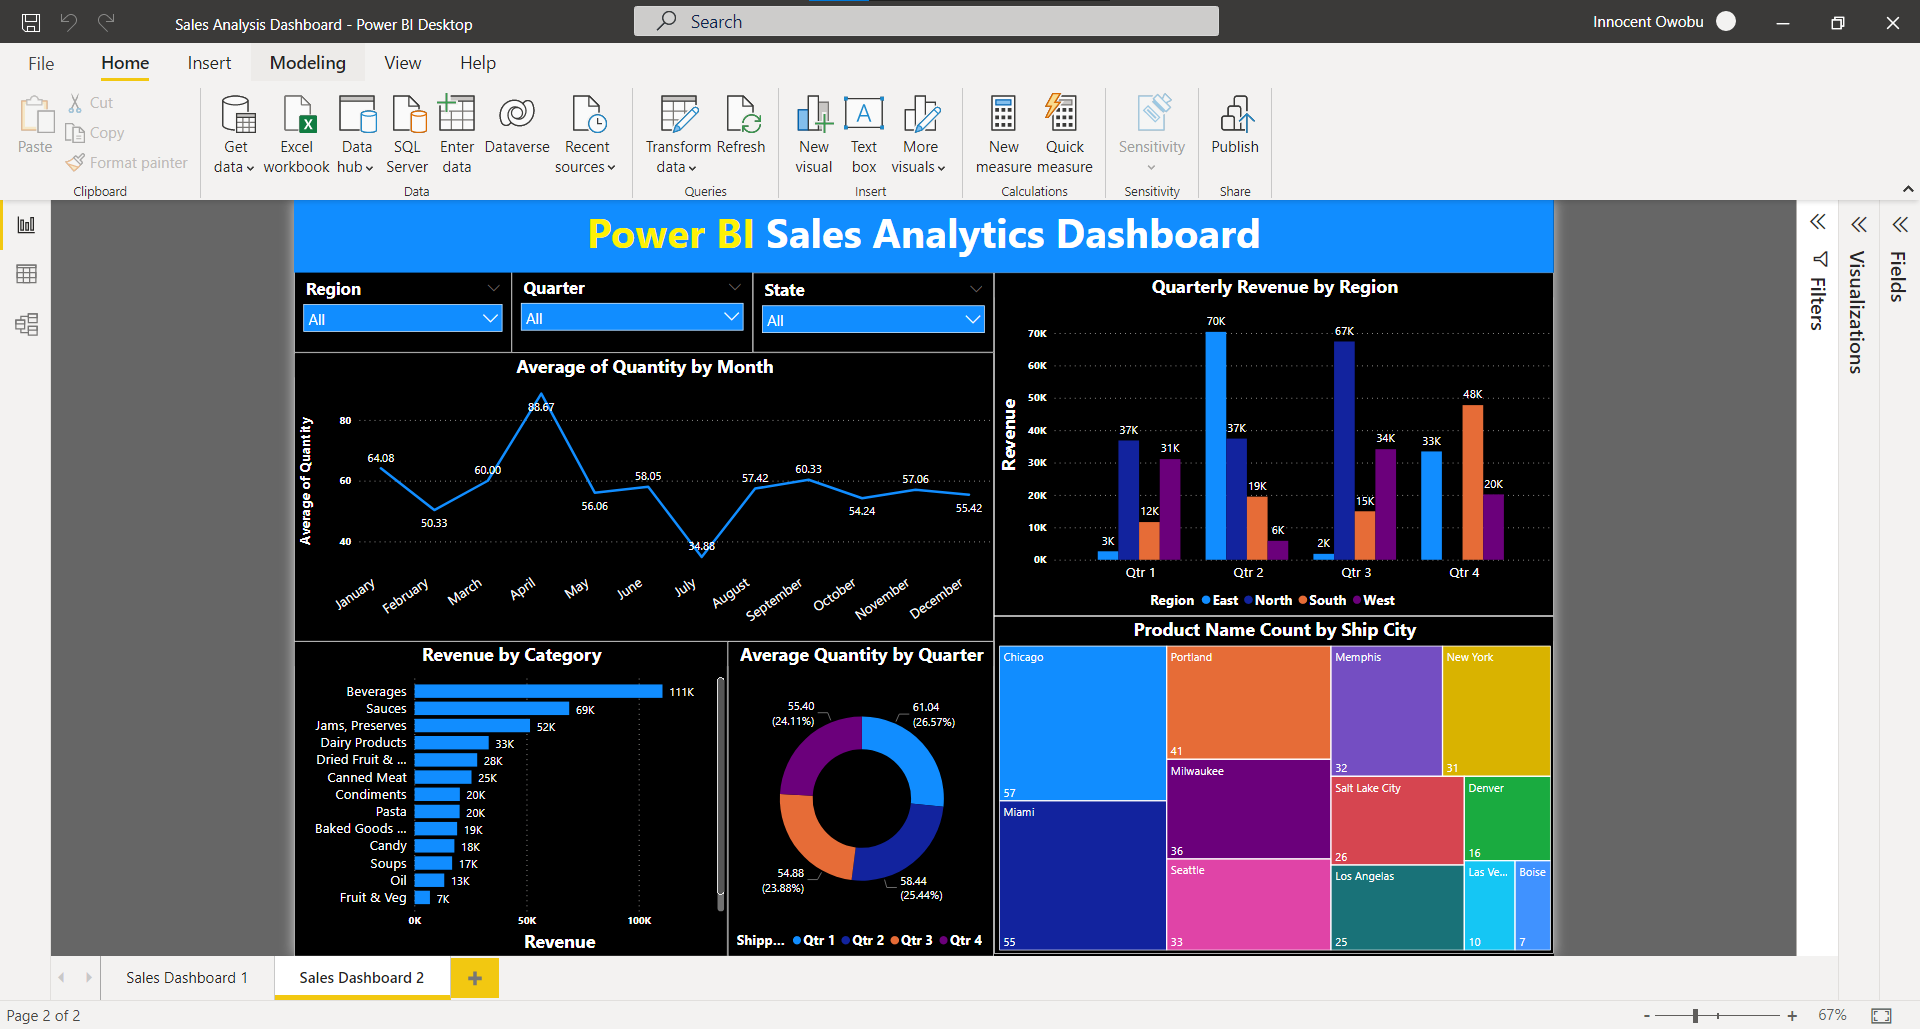 Sales Analysis Dashboard - Power BI Desktop
Search
Innocent Owobu
File Home Insert Modeling View Help
Paste
Cut
Copy
Format painter
Clipboard
Get data
Excel workbook
Data hub
SQL Server
Enter data
Dataverse
Recent sources
Data
Transform data
Refresh
Queries
New visual
Text box
More visuals
Insert
New measure
Quick measure
Calculations
Sensitivity
Sensitivity
Publish
Share
Power BI Sales Analytics Dashboard
Region
All
Quarter
All
State
All
Average of Quantity by Month
Average of Quantity
80
60
40
64.08
50.33
60.00
88.67
56.06
58.05
34.88
57.42
60.33
54.24
57.06
55.42
January
February
March
April
May
June
July
August
September
October
November
December
Quarterly Revenue by Region
Revenue
70K
60K
50K
40K
30K
20K
10K
0K
3K
37K
12K
31K
70K
37K
19K
6K
2K
67K
15K
34K
33K
48K
20K
Qtr 1 Qtr 2 Qtr 3 Qtr 4
Region East North South West
Revenue by Category
Beverages 111K
Sauces 69K
Jams, Preserves 52K
Dairy Products 33K
Dried Fruit & ... 28K
Canned Meat 25K
Condiments 20K
Pasta 20K
Baked Goods ... 19K
Candy 18K
Soups 17K
Oil 13K
Fruit & Veg 7K
0K 50K 100K
Revenue
Average Quantity by Quarter
55.40
(24.11%)
61.04
(26.57%)
54.88
(23.88%)
58.44
(25.44%)
Shipp... Qtr 1 Qtr 2 Qtr 3 Qtr 4
Product Name Count by Ship City
Chicago
57
Miami
55
Portland
41
Milwaukee
36
Seattle
33
Memphis
32
New York
31
Salt Lake City
26
Los Angelas
25
Denver
16
Las Ve...
10
Boise
7
Filters
Visualizations
Fields
Sales Dashboard 1
Sales Dashboard 2
+
Page 2 of 2
- + 67%